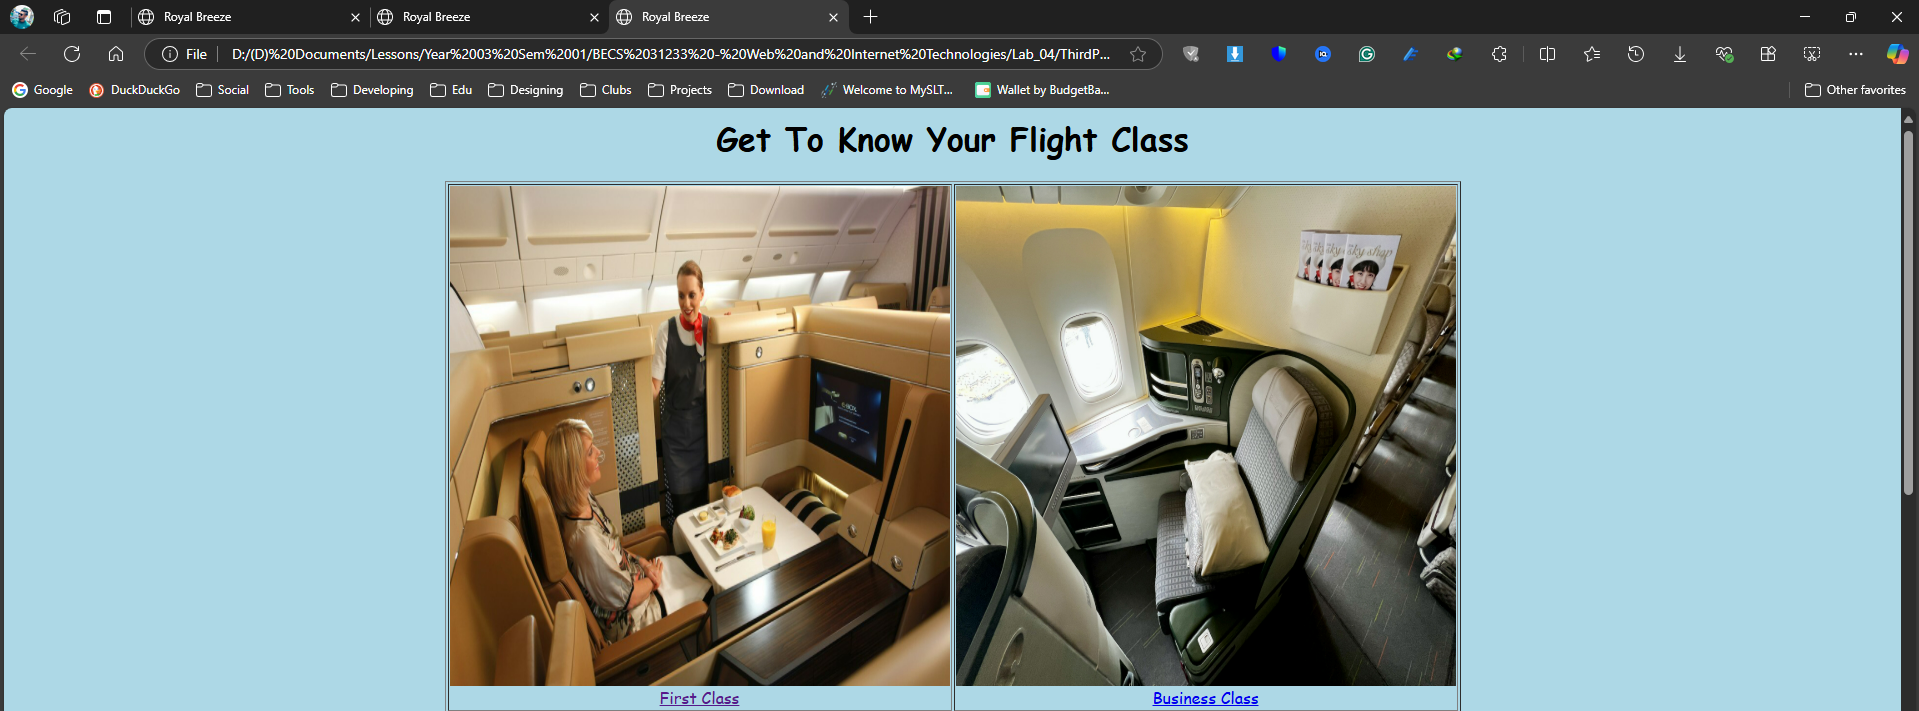 Royal Breeze
Royal Breeze
Royal Breeze
File
D:/(D)%20Documents/Lessons/Year%2003%20Sem%2001/BECS%2031233%20-%20Web%20and%20Internet%20Technologies/Lab_04/ThirdP...
Google
DuckDuckGo
Social
Tools
Developing
Edu
Designing
Clubs
Projects
Download
Welcome to MySLT...
Wallet by BudgetBa...
Other favorites
Get To Know Your Flight Class
First Class
Business Class